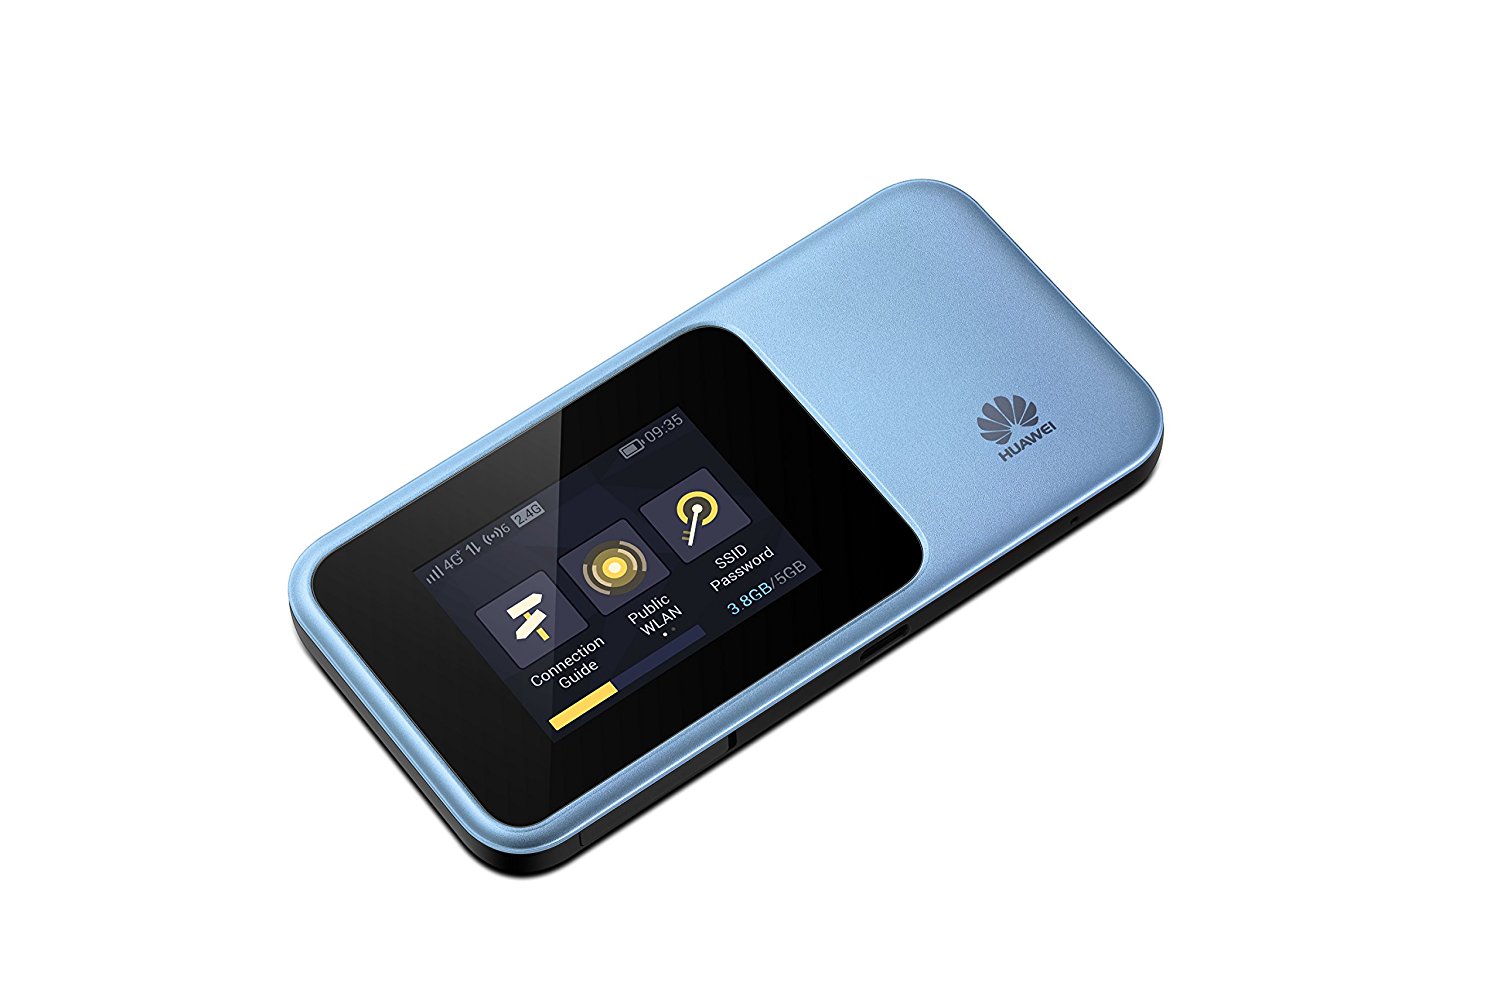 4G+ 6 2.4G 09:35
Connection
Guide
Public
WLAN
SSID
Password
3.8GB/5GB
HUAWEI